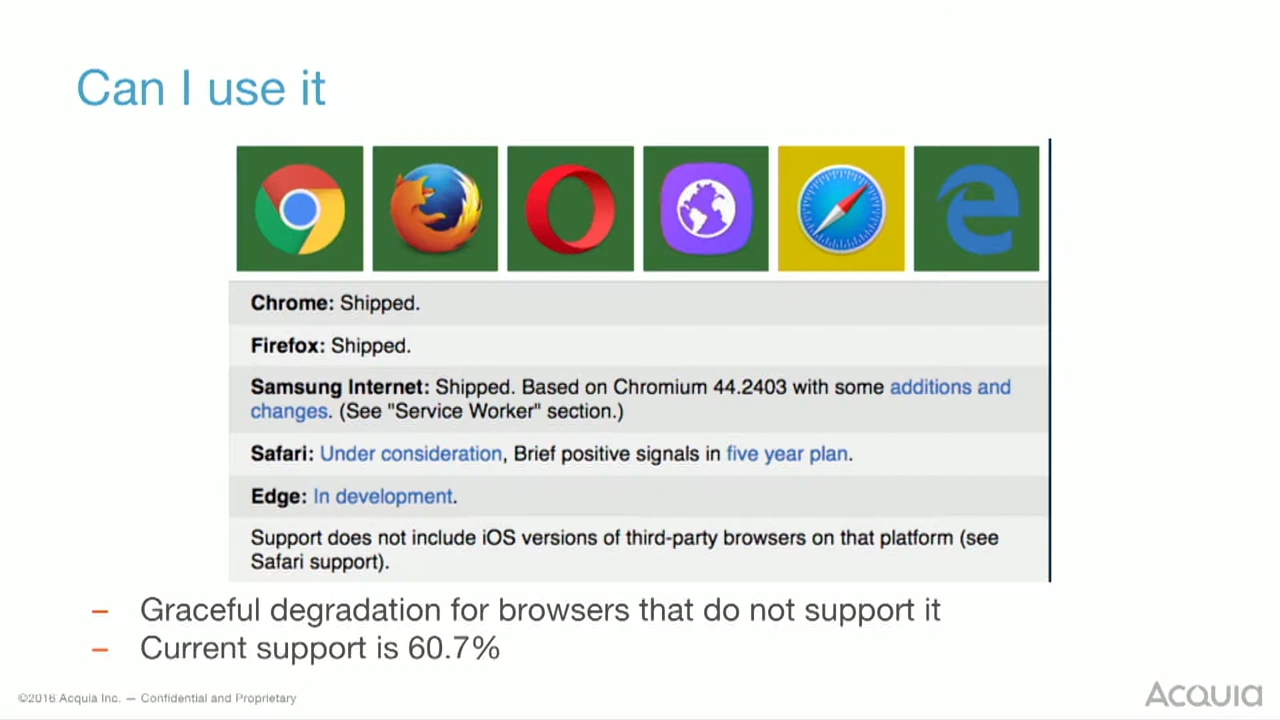 Can I use it
Chrome: Shipped.
Firefox: Shipped.
Samsung Internet: Shipped. Based on Chromium 44.2403 with some additions and
changes. (See "Service Worker" section.)
Safari: Under consideration, Brief positive signals in five year plan.
Edge: In development.
Support does not include iOS versions of third-party browsers on that platform (see
Safari support).
– Graceful degradation for browsers that do not support it
– Current support is 60.7%
©2016 Acquia Inc. — Confidential and Proprietary
Acquia